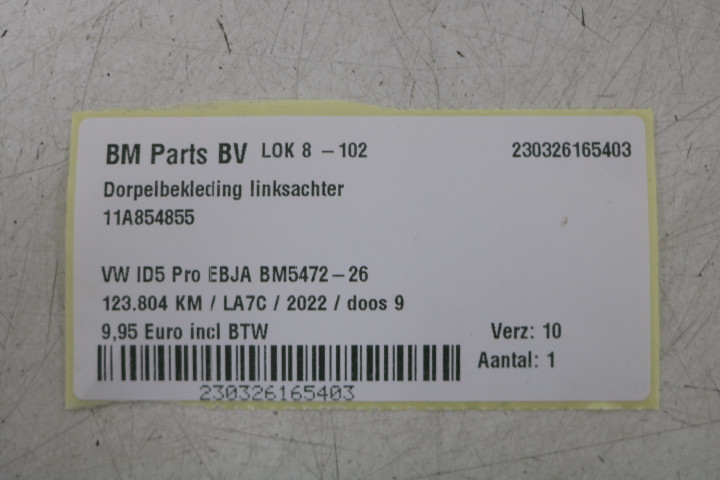 BM Parts BV LOK 8 - 102 230326165403
Dorpelbekleding linksachter
11A854855
VW ID5 Pro EBJA BM5472-26
123.804 KM / LA7C / 2022 / doos 9
9,95 Euro incl BTW Verz: 10
Aantal: 1
230326165403